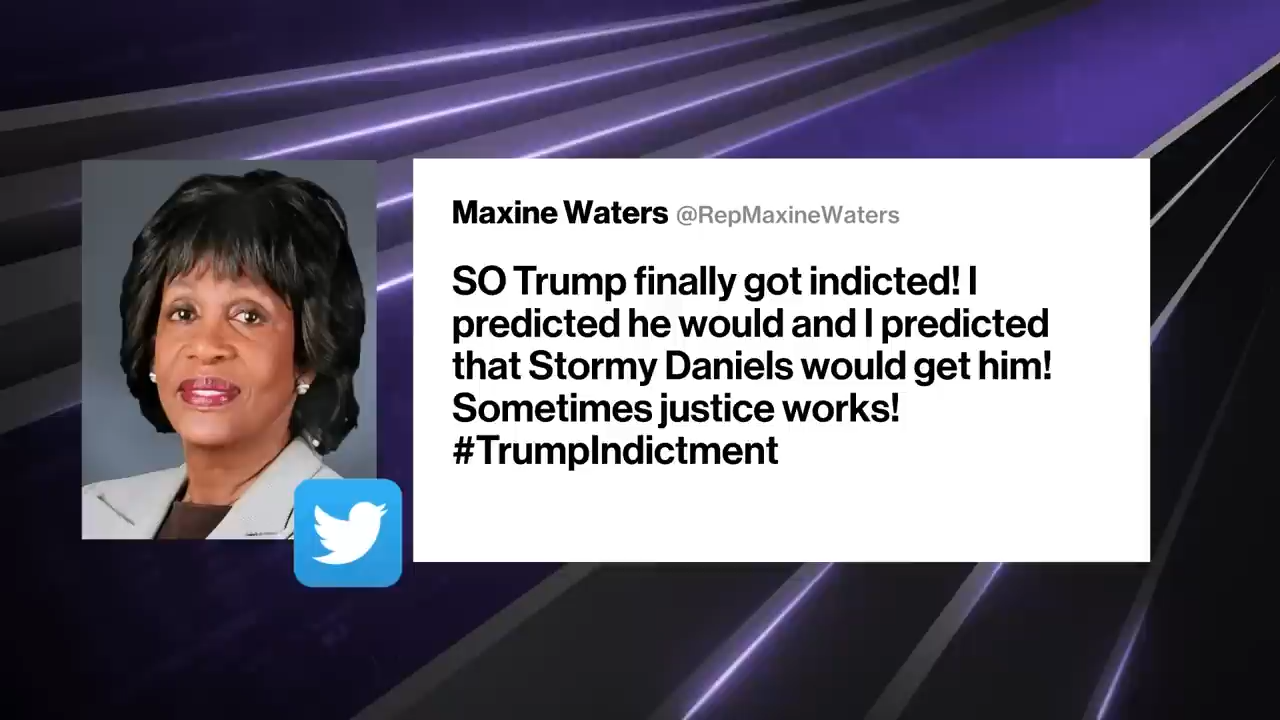 Maxine Waters @RepMaxineWaters
SO Trump finally got indicted! I
predicted he would and I predicted
that Stormy Daniels would get him!
Sometimes justice works!
#TrumpIndictment